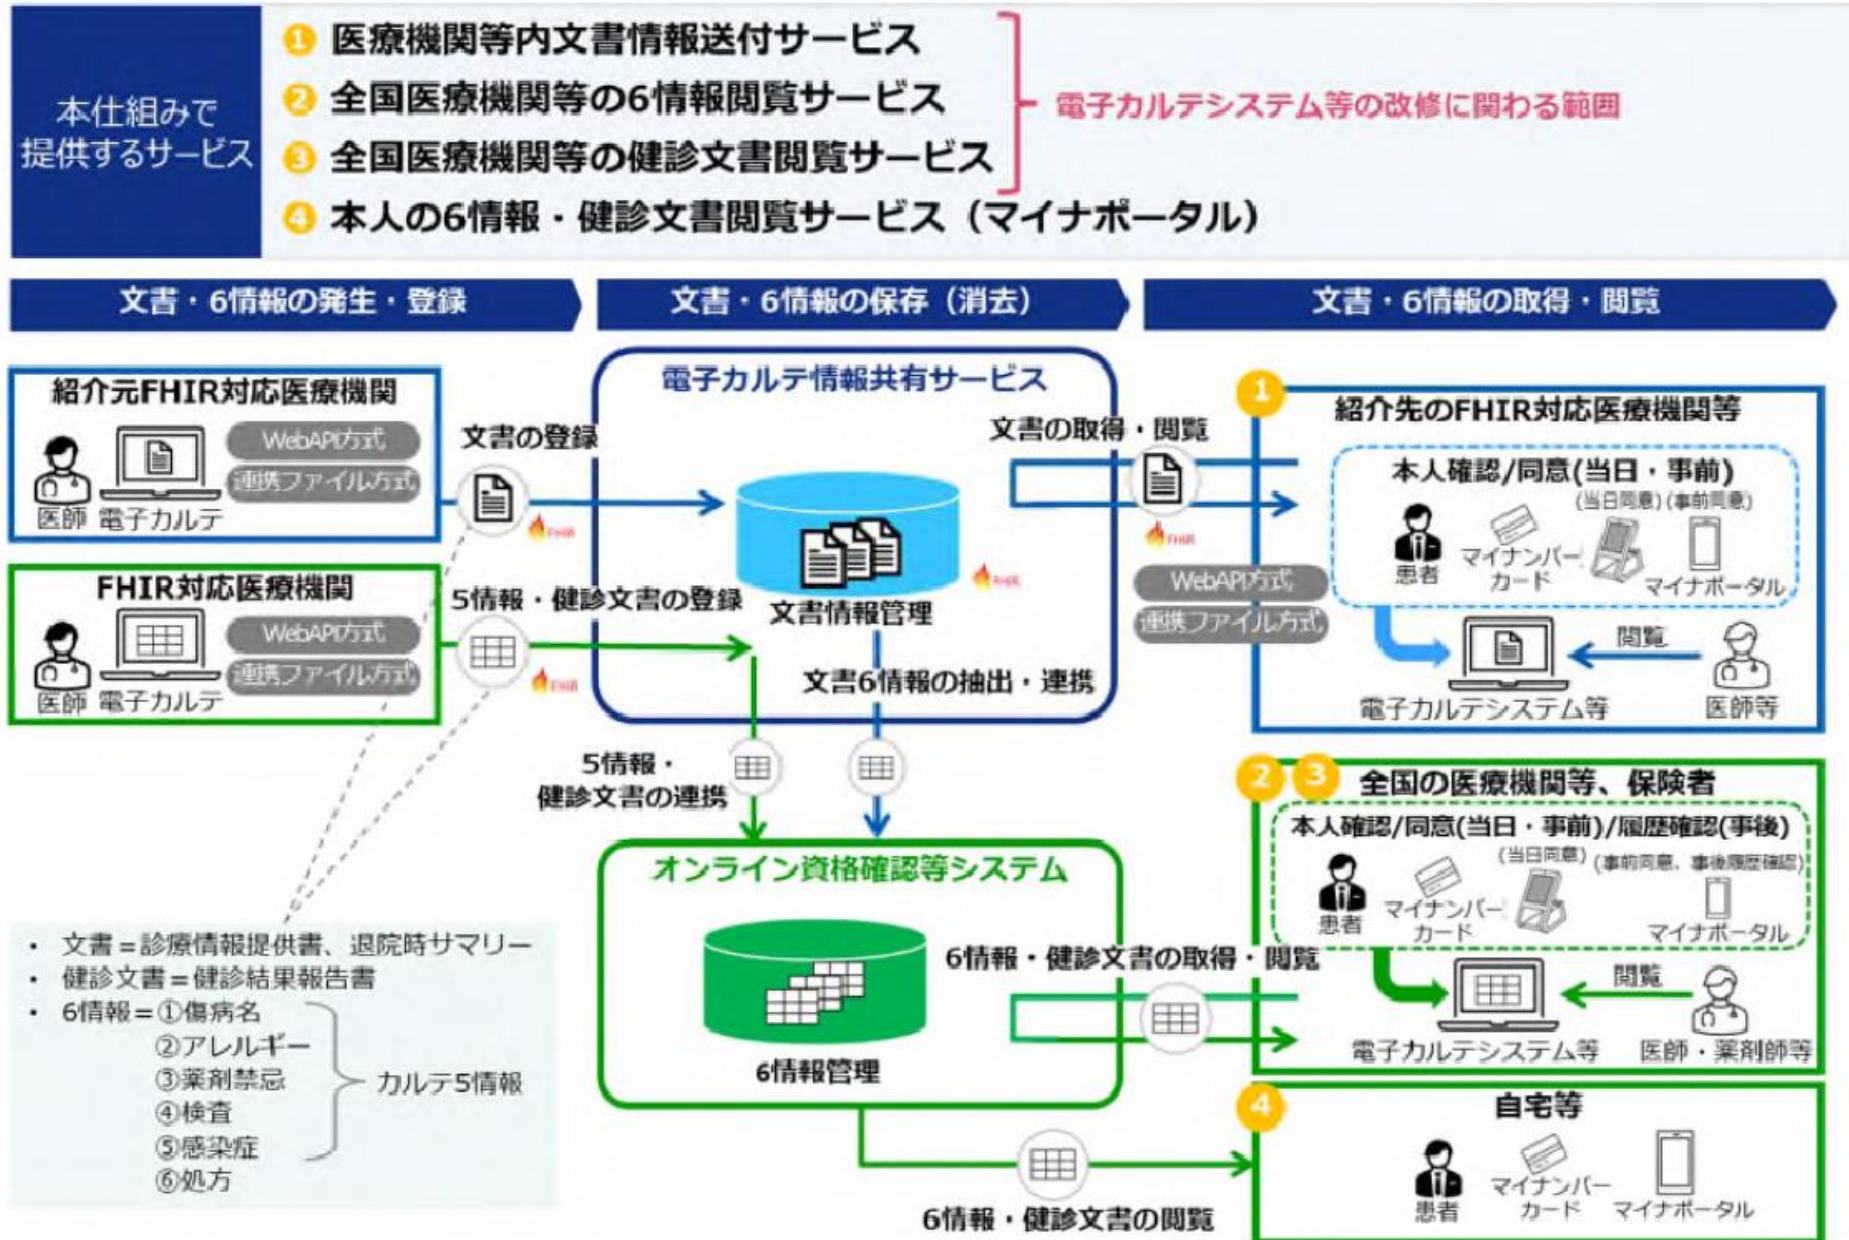 本仕組みで
提供するサービス
1 医療機関等内文書情報送付サービス
2 全国医療機関等の6情報閲覧サービス
3 全国医療機関等の健診文書閲覧サービス
4 本人の6情報・健診文書閲覧サービス（マイナポータル）
電子カルテシステム等の改修に関わる範囲
文書・6情報の発生・登録
文書・6情報の保存（消去）
文書・6情報の取得・閲覧
紹介元FHIR対応医療機関
WebAPI方式
連携ファイル方式
医師 電子カルテ
文書の登録
FHIR
FHIR対応医療機関
WebAPI方式
連携ファイル方式
医師 電子カルテ
5情報・健診文書の登録
FHIR
電子カルテ情報共有サービス
文書情報管理
FHIR
文書6情報の抽出・連携
5情報・
健診文書の連携
オンライン資格確認等システム
6情報管理
文書の取得・閲覧
FHIR
WebAPI方式
連携ファイル方式
1
紹介先のFHIR対応医療機関等
本人確認/同意(当日・事前)
(当日同意) (事前同意)
患者
マイナンバー
カード
マイナポータル
閲覧
電子カルテシステム等
医師等
2 3
全国の医療機関等、保険者
本人確認/同意(当日・事前)/履歴確認(事後)
(当日同意) (事前同意、事後履歴確認)
患者
マイナンバー
カード
マイナポータル
6情報・健診文書の取得・閲覧
閲覧
電子カルテシステム等
医師・薬剤師等
4
自宅等
患者
マイナンバー
カード
マイナポータル
6情報・健診文書の閲覧
・ 文書＝診療情報提供書、退院時サマリー
・ 健診文書＝健診結果報告書
・ 6情報＝①傷病名
②アレルギー
③薬剤禁忌
④検査
⑤感染症
⑥処方
カルテ5情報